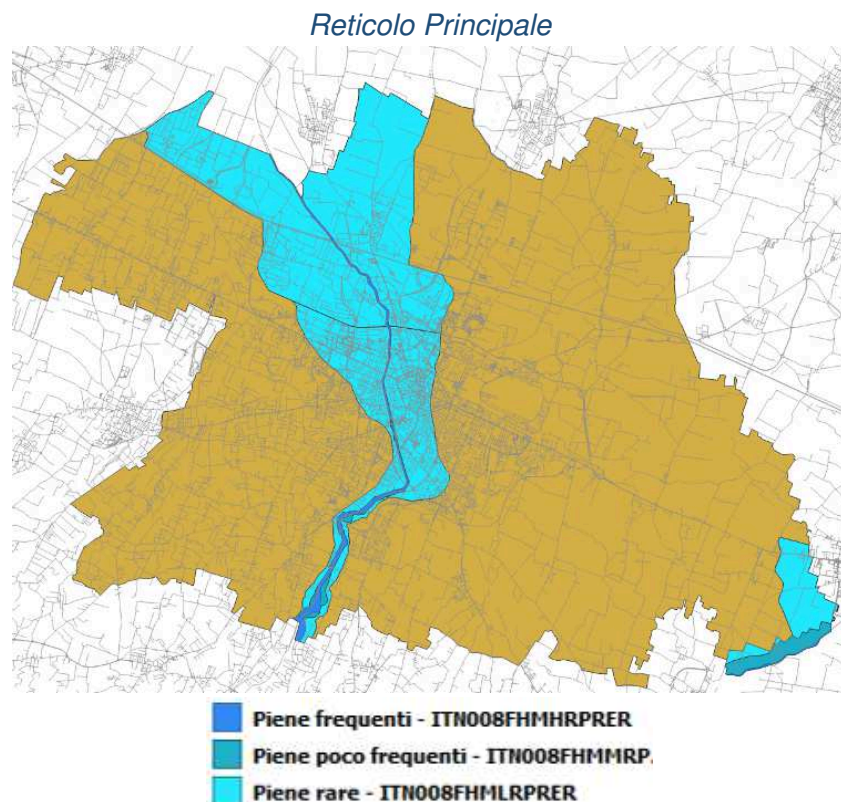 Reticolo Principale
Piene frequenti - ITN008FHMHRPRER
Piene poco frequenti - ITN008FHMMRP.
Piene rare - ITN008FHMLRPRER